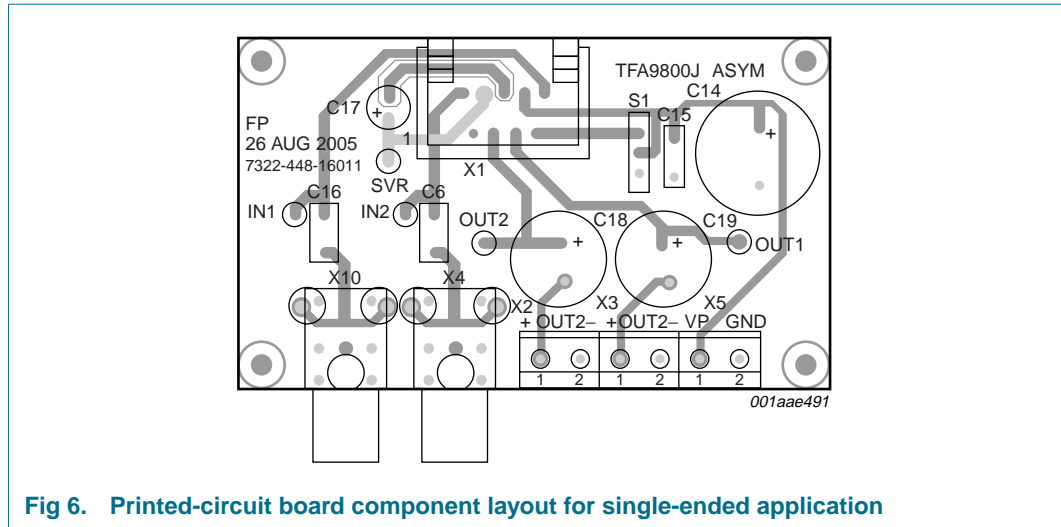 TFA9800J ASYM
C14
S1
C15
C17
+
FP
26 AUG 2005
7322-448-16011
1
+
X1
SVR
C16
C6
IN1
IN2
OUT2
C18
C19
+
+
OUT1
X10
X4
X2
X3
X5
+ OUT2–
+OUT2–
VP GND
1 2 1 2 1 2
001aae491
Fig 6. Printed-circuit board component layout for single-ended application